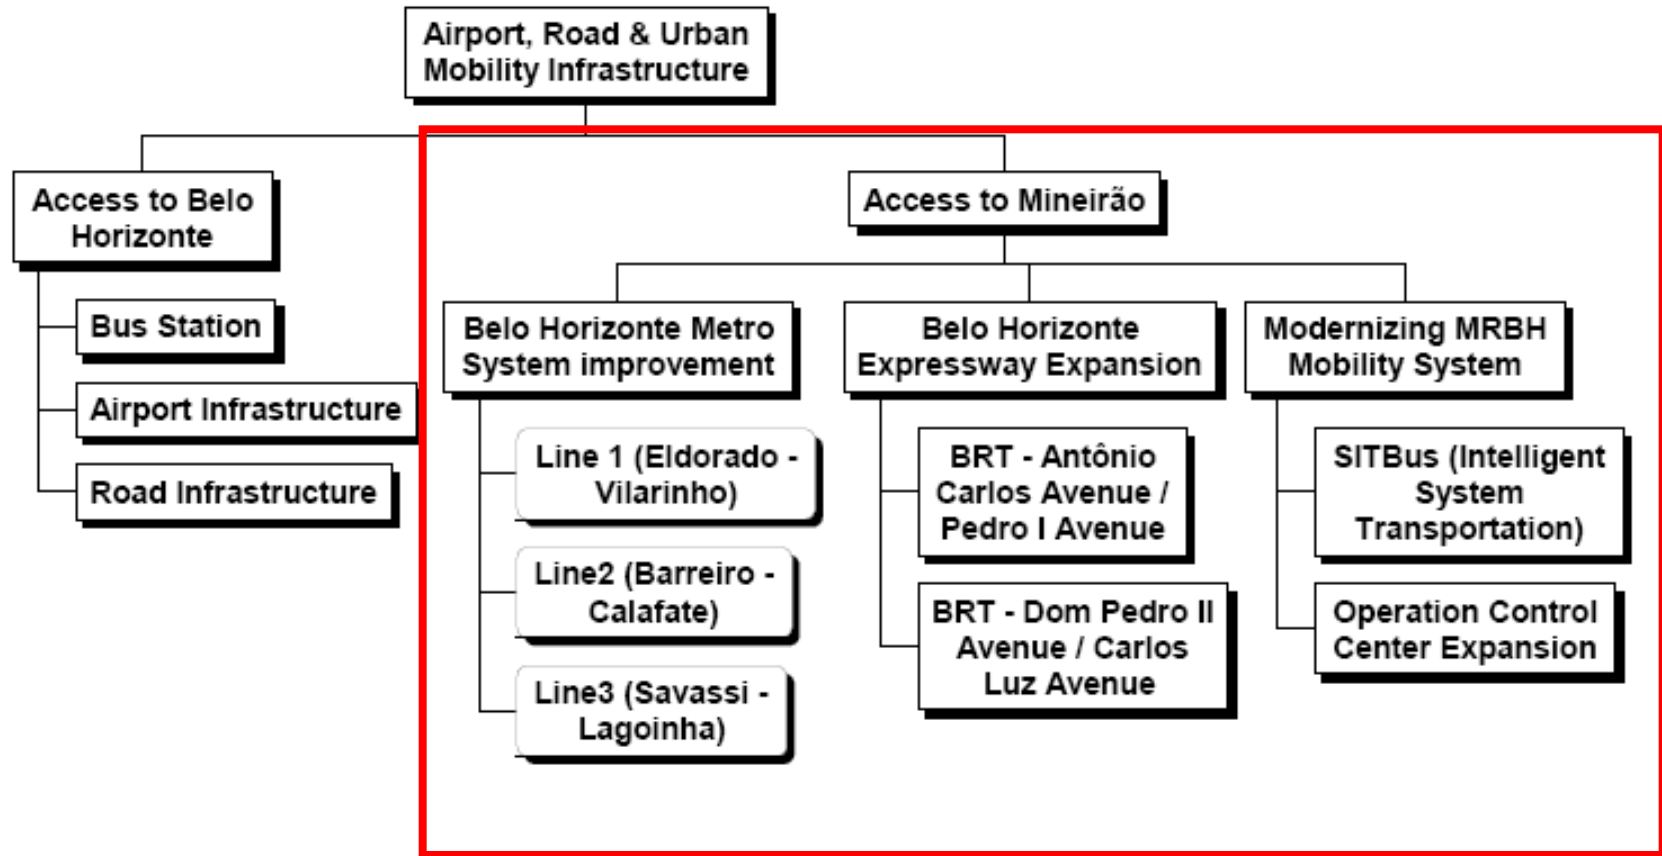 Airport, Road & Urban
Mobility Infrastructure
Access to Belo
Horizonte
Bus Station
Airport Infrastructure
Road Infrastructure
Access to Mineirão
Belo Horizonte Metro
System improvement
Line 1 (Eldorado -
Vilarinho)
Line2 (Barreiro -
Calafate)
Line3 (Savassi -
Lagoinha)
Belo Horizonte
Expressway Expansion
BRT - Antônio
Carlos Avenue /
Pedro I Avenue
BRT - Dom Pedro II
Avenue / Carlos
Luz Avenue
Modernizing MRBH
Mobility System
SITBus (Intelligent
System
Transportation)
Operation Control
Center Expansion